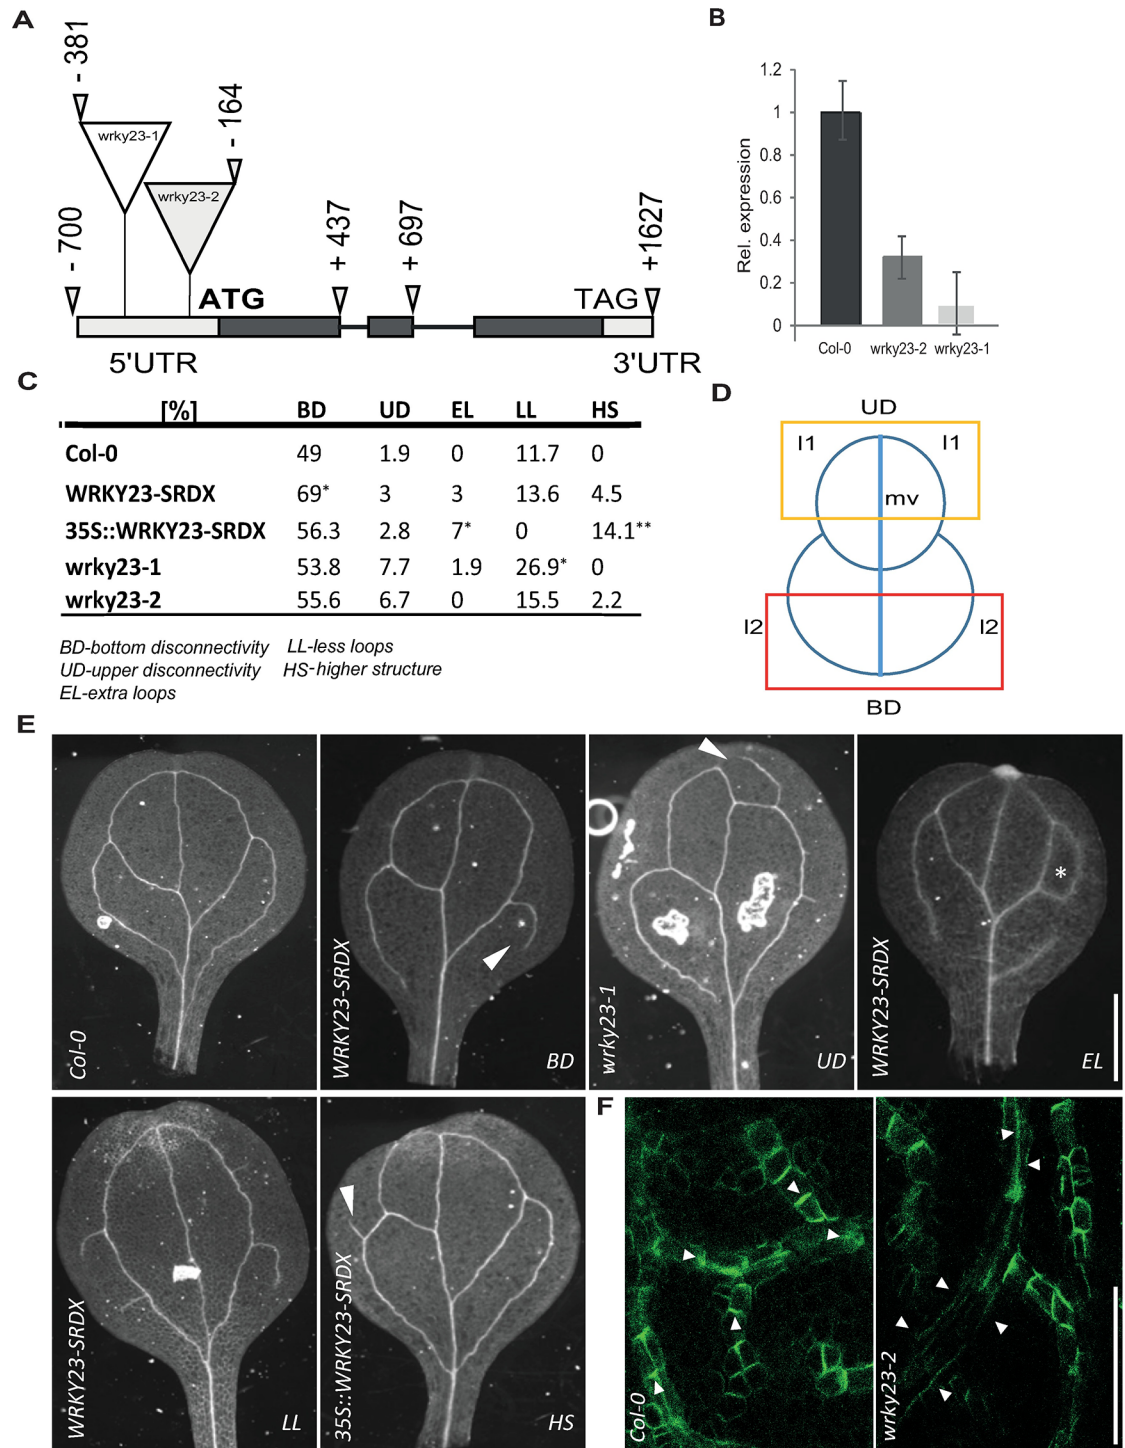 A
- 381
wrky23-1
- 164
wrky23-2
- 700
+ 437
+ 697
+1627
ATG
TAG
5'UTR
3'UTR
B
Rel. expression
1.2
1
0.8
0.6
0.4
0.2
0
Col-0 wrky23-2 wrky23-1
C
[%] BD UD EL LL HS
Col-0 49 1.9 0 11.7 0
WRKY23-SRDX 69* 3 3 13.6 4.5
35S::WRKY23-SRDX 56.3 2.8 7* 0 14.1**
wrky23-1 53.8 7.7 1.9 26.9* 0
wrky23-2 55.6 6.7 0 15.5 2.2
BD-bottom disconnectivity LL-less loops
UD-upper disconnectivity HS-higher structure
EL-extra loops
D
UD
l1 l1
mv
l2 l2
BD
E
Col-0
WRKY23-SRDX
BD
wrky23-1
UD
WRKY23-SRDX
*
EL
WRKY23-SRDX
LL
35S::WRKY23-SRDX
HS
F
Col-0
wrky23-2